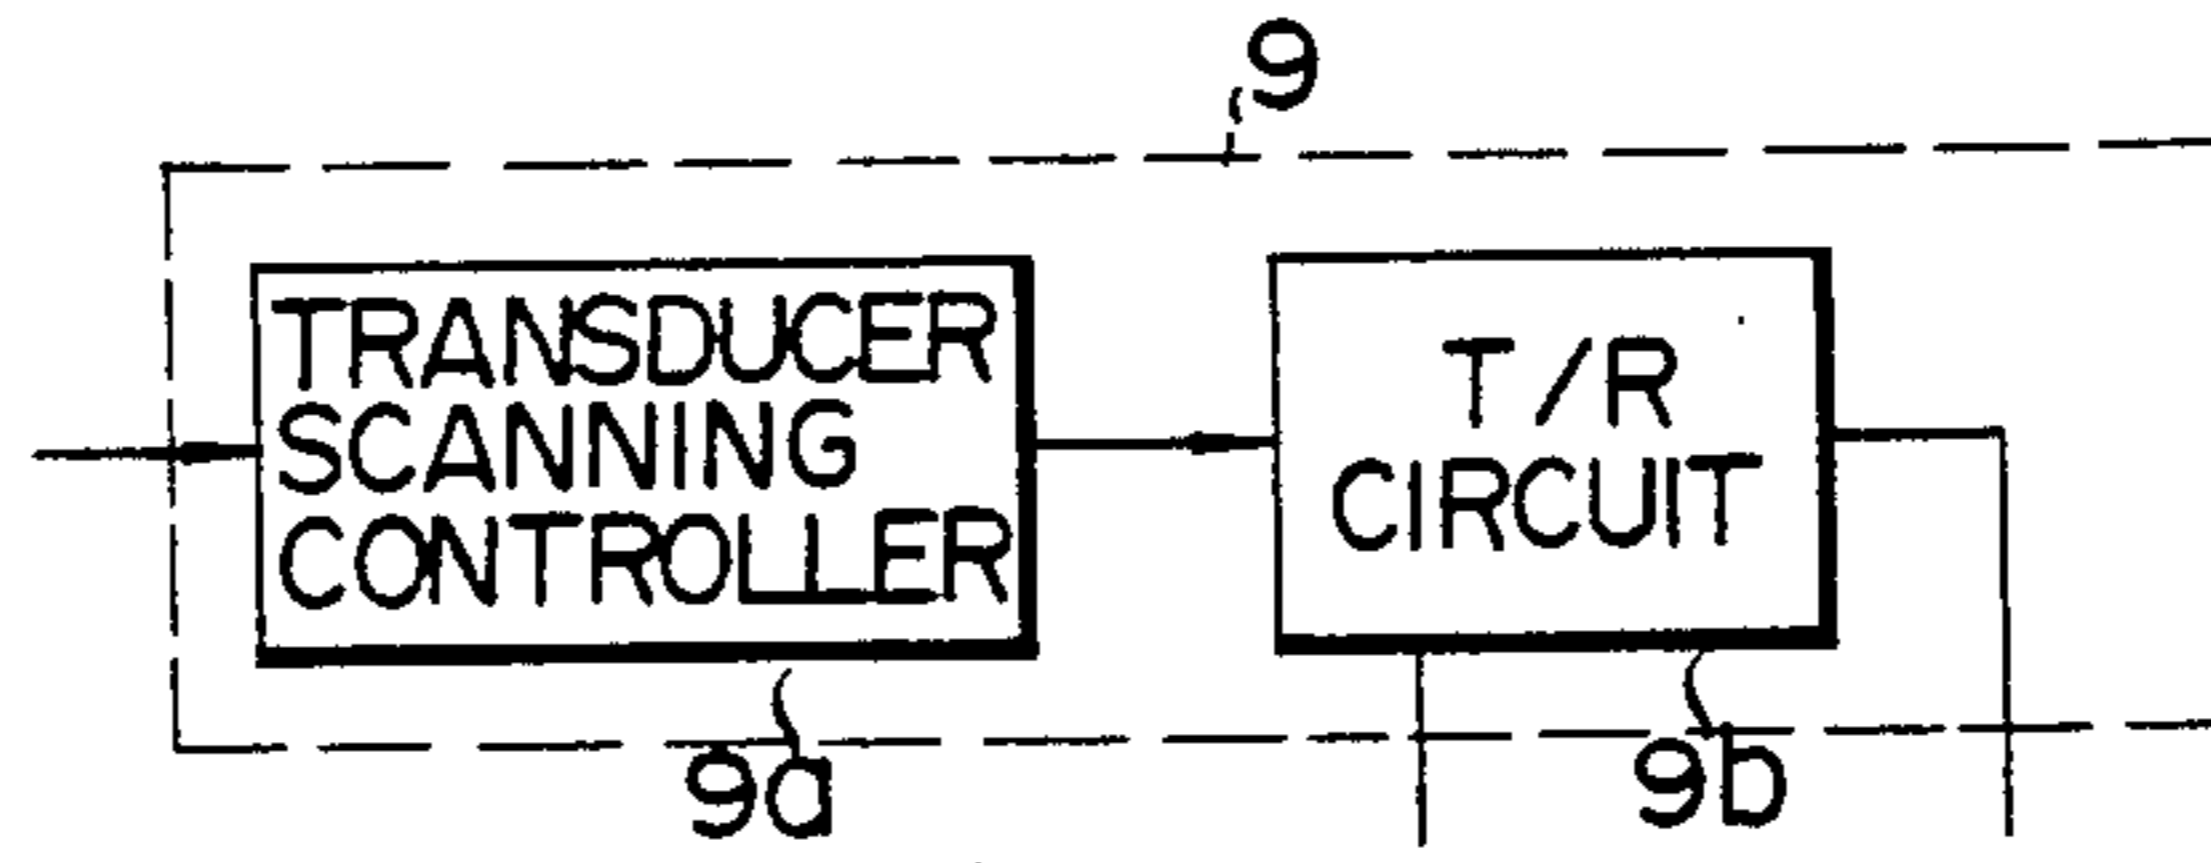 9
TRANSDUCER
SCANNING
CONTROLLER
T/R
CIRCUIT
9a
9b